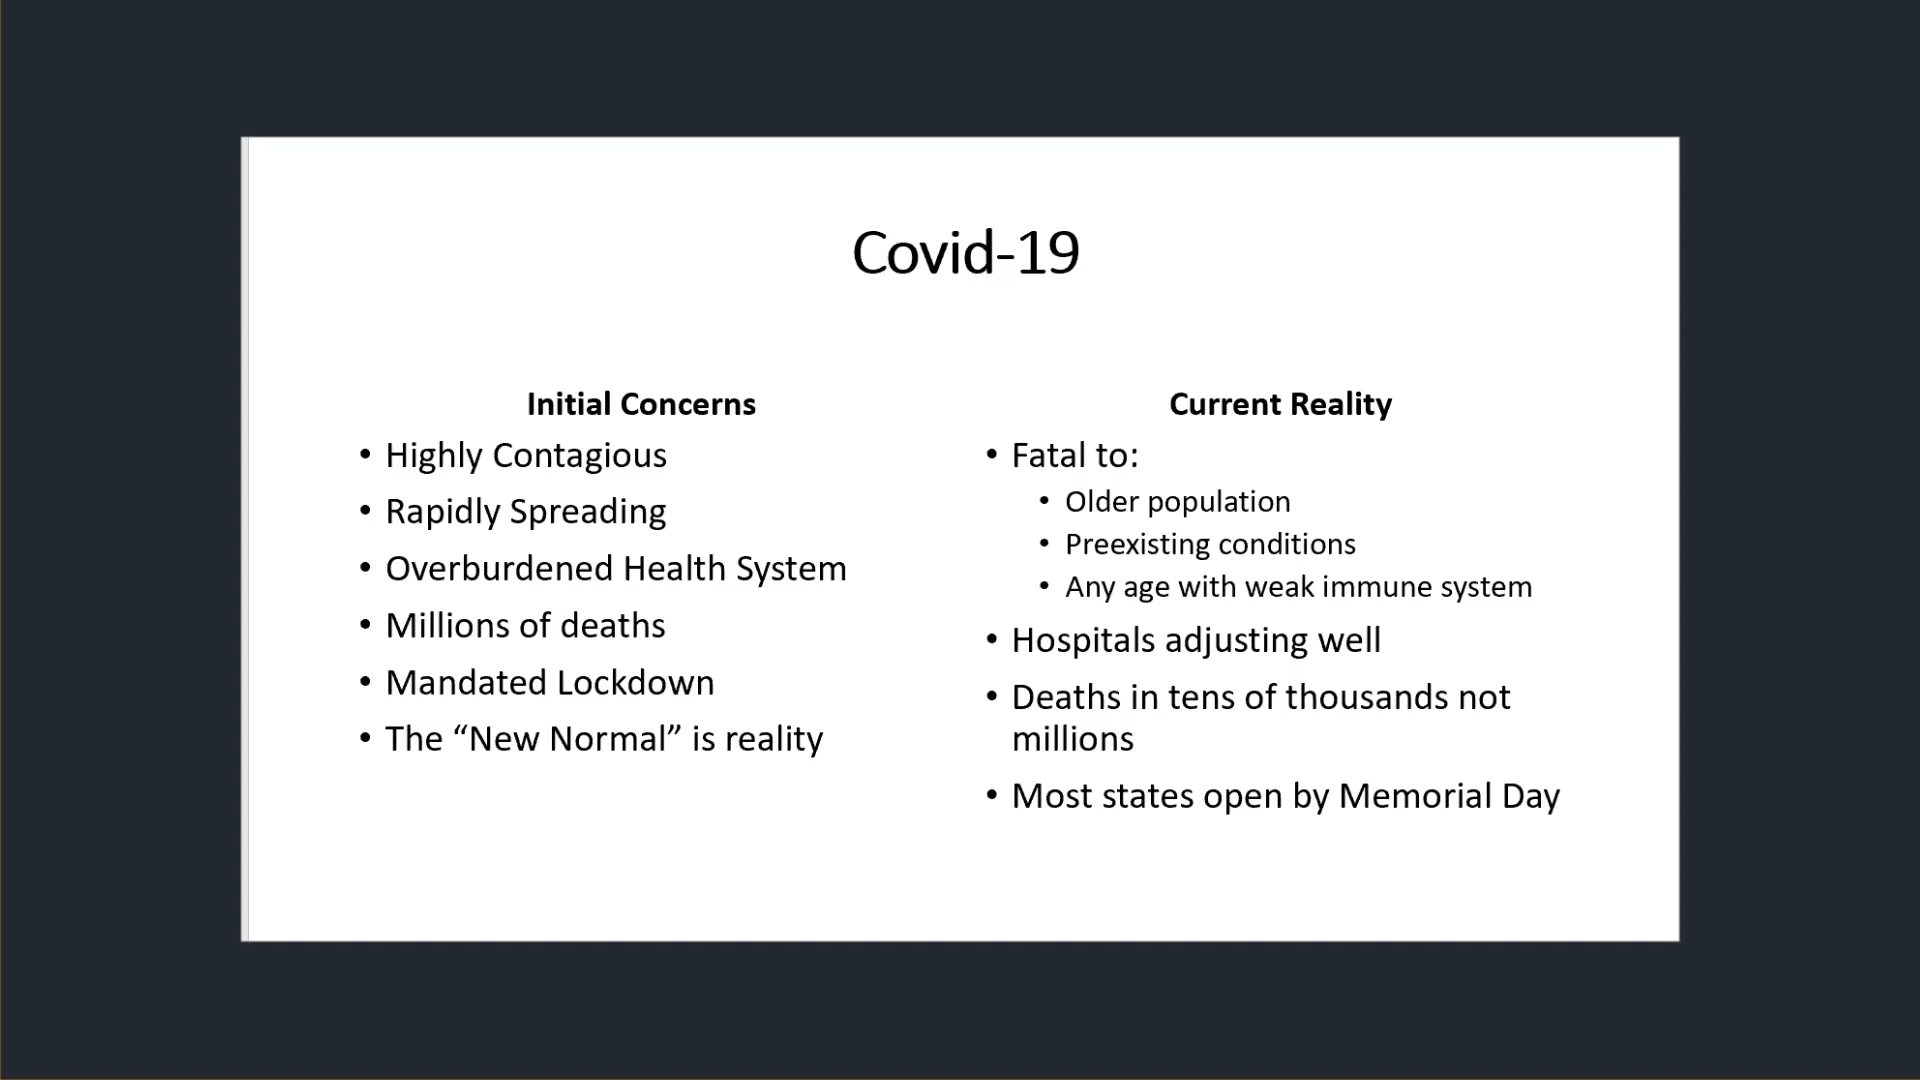 Covid-19
Initial Concerns
• Highly Contagious
• Rapidly Spreading
• Overburdened Health System
• Millions of deaths
• Mandated Lockdown
• The “New Normal” is reality
Current Reality
• Fatal to:
• Older population
• Preexisting conditions
• Any age with weak immune system
• Hospitals adjusting well
• Deaths in tens of thousands not
millions
• Most states open by Memorial Day